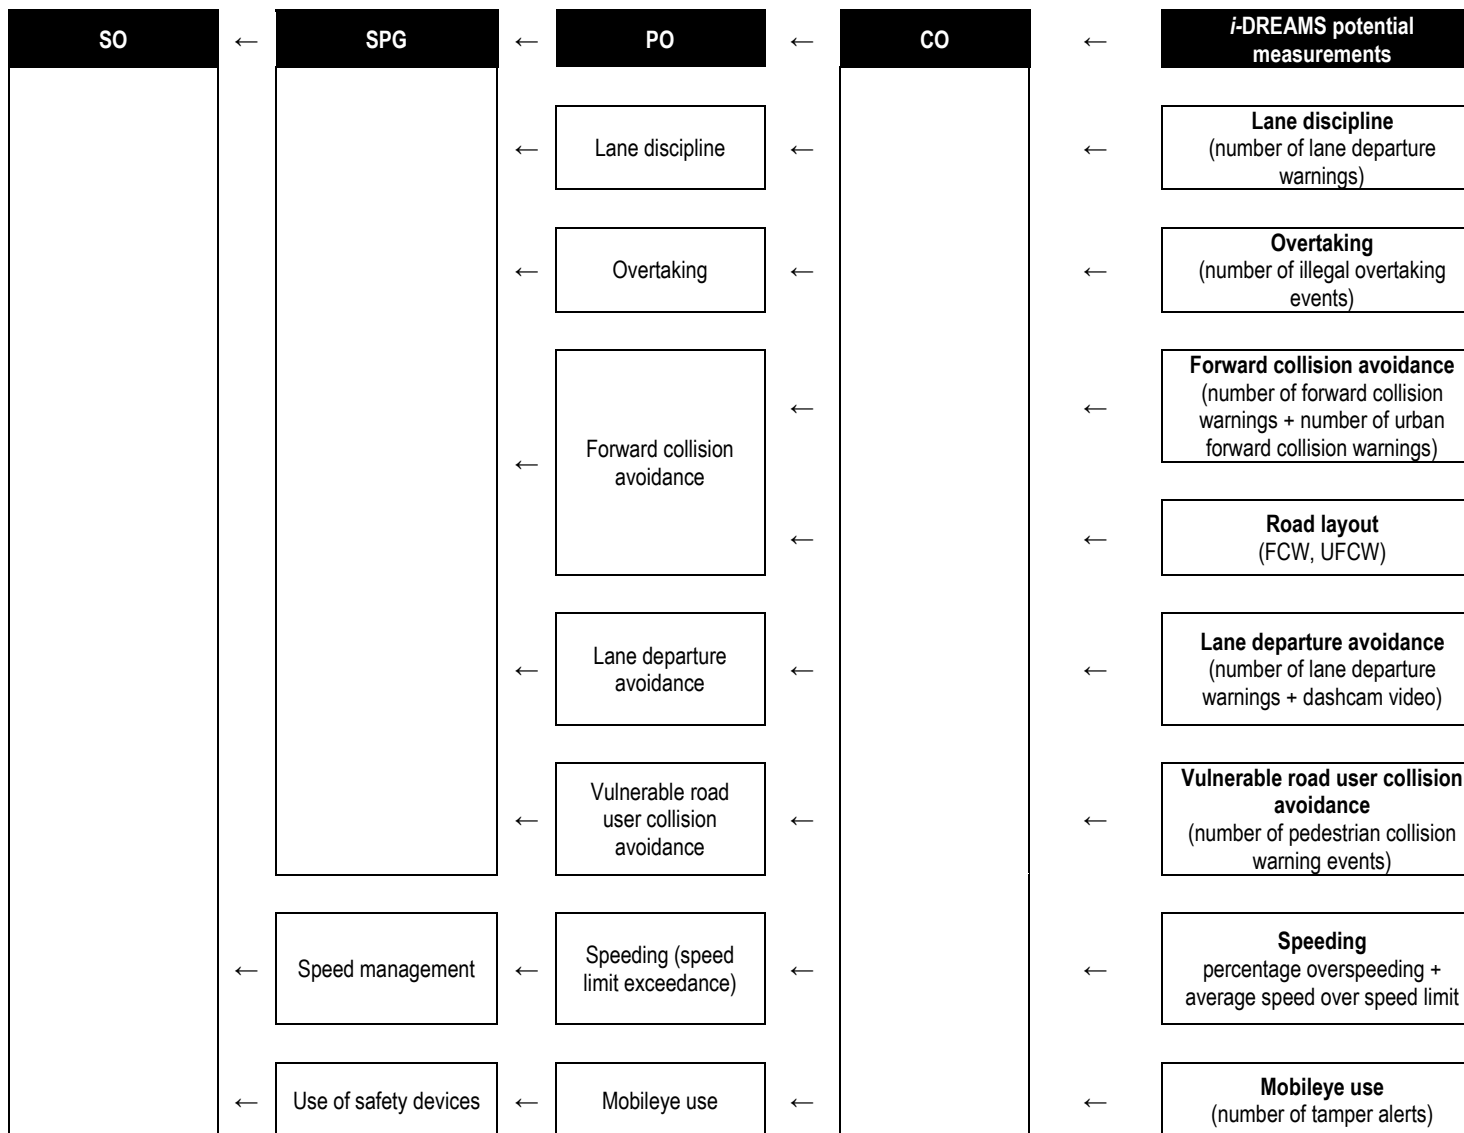 SO ← SPG ← PO ← CO ← i-DREAMS potential
measurements
← Lane discipline ← ← Lane discipline
(number of lane departure
warnings)
← Overtaking ← ← Overtaking
(number of illegal overtaking
events)
← Forward collision
avoidance
← ← Forward collision avoidance
(number of forward collision
warnings + number of urban
forward collision warnings)
← ← Road layout
(FCW, UFCW)
← Lane departure
avoidance
← ← Lane departure avoidance
(number of lane departure
warnings + dashcam video)
← Vulnerable road
user collision
avoidance
← ← Vulnerable road user collision
avoidance
(number of pedestrian collision
warning events)
← Speed management ← Speeding (speed
limit exceedance)
← ← Speeding
percentage overspeeding +
average speed over speed limit
← Use of safety devices ← Mobileye use ← ← Mobileye use
(number of tamper alerts)